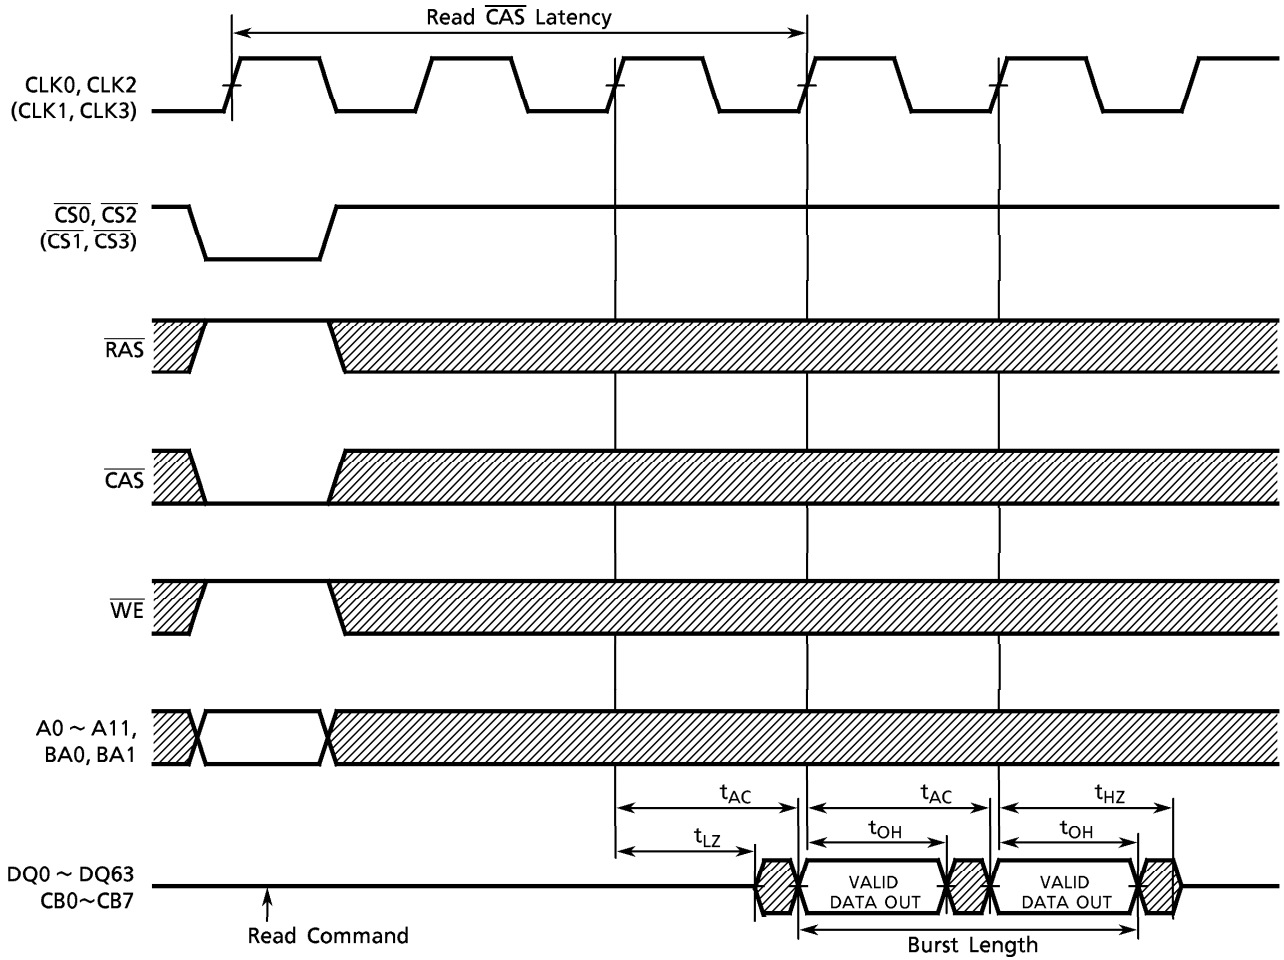 Read CAS Latency
CLK0, CLK2
(CLK1, CLK3)
CS0, CS2
(CS1, CS3)
RAS
CAS
WE
A0 ~ A11,
BA0, BA1
tAC tAC tHZ
tLZ tOH tOH
DQ0 ~ DQ63
CB0~CB7
VALID
DATA OUT
VALID
DATA OUT
Read Command
Burst Length